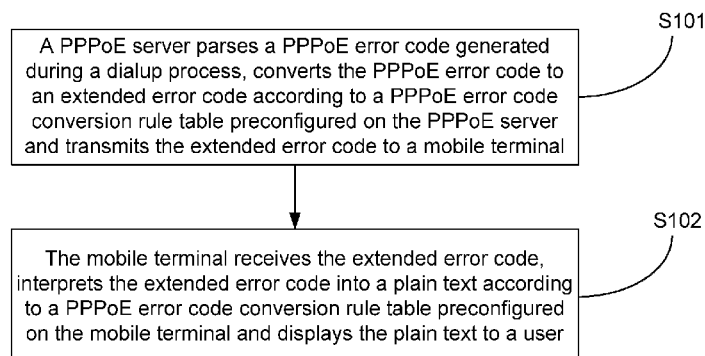 S101
A PPPoE server parses a PPPoE error code generated
during a dialup process, converts the PPPoE error code to
an extended error code according to a PPPoE error code
conversion rule table preconfigured on the PPPoE server
and transmits the extended error code to a mobile terminal
S102
The mobile terminal receives the extended error code,
interprets the extended error code into a plain text according
to a PPPoE error code conversion rule table preconfigured
on the mobile terminal and displays the plain text to a user